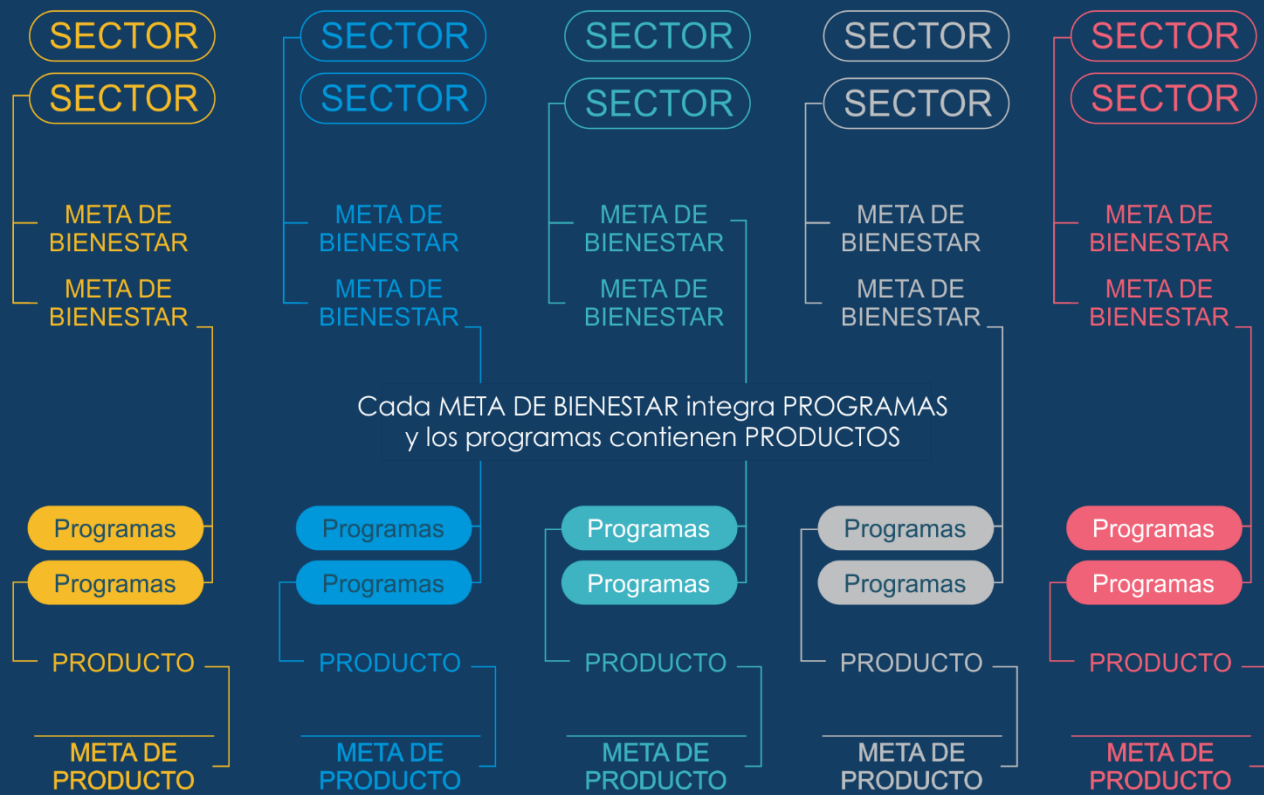 SECTOR SECTOR SECTOR SECTOR SECTOR
SECTOR SECTOR SECTOR SECTOR SECTOR
META DE META DE META DE META DE META DE
BIENESTAR BIENESTAR BIENESTAR BIENESTAR BIENESTAR
META DE META DE META DE META DE META DE
BIENESTAR BIENESTAR BIENESTAR BIENESTAR BIENESTAR
Cada META DE BIENESTAR integra PROGRAMAS
y los programas contienen PRODUCTOS
Programas Programas Programas Programas Programas
Programas Programas Programas Programas Programas
PRODUCTO PRODUCTO PRODUCTO PRODUCTO PRODUCTO
META DE META DE META DE META DE META DE
PRODUCTO PRODUCTO PRODUCTO PRODUCTO PRODUCTO